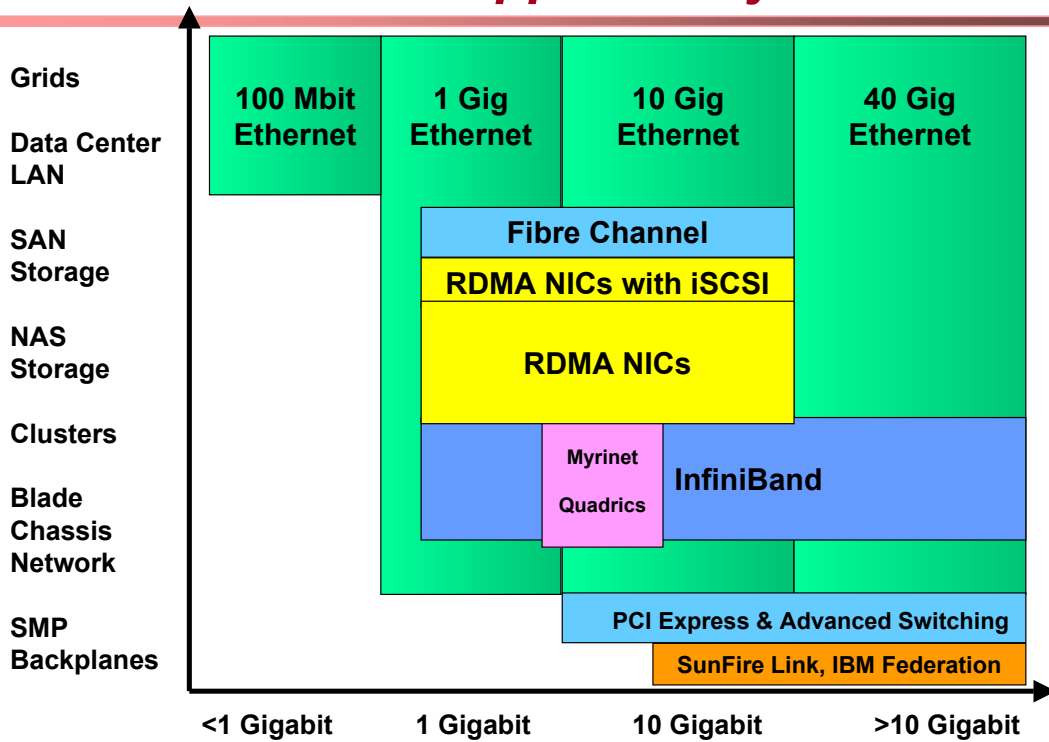 Grids
Data Center
LAN
SAN
Storage
NAS
Storage
Clusters
Blade
Chassis
Network
SMP
Backplanes
100 Mbit
Ethernet
1 Gig
Ethernet
10 Gig
Ethernet
40 Gig
Ethernet
Fibre Channel
RDMA NICs with iSCSI
RDMA NICs
Myrinet
Quadrics
InfiniBand
PCI Express & Advanced Switching
SunFire Link, IBM Federation
<1 Gigabit
1 Gigabit
10 Gigabit
>10 Gigabit